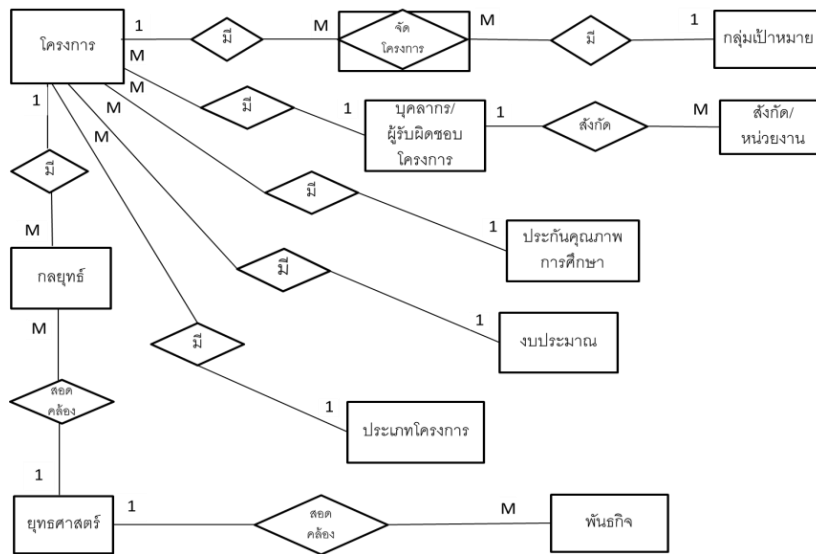 โครงการ
1
มี
M
จัด
โครงการ
M
มี
1
กลุ่มเป้าหมาย
M
มี
1
บุคลากร/
ผู้รับผิดชอบ
โครงการ
1
สังกัด
M
สังกัด/
หน่วยงาน
M
มี
1
ประกันคุณภาพ
การศึกษา
M
มี
1
งบประมาณ
M
มี
1
ประเภทโครงการ
1
มี
M
กลยุทธ์
M
สอด
คล้อง
1
ยุทธศาสตร์
1
สอด
คล้อง
M
พันธกิจ